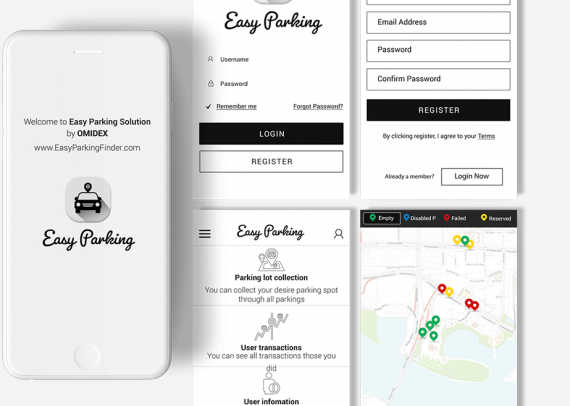 Welcome to Easy Parking Solution
by OMIDEX
www.EasyParkingFinder.com
Easy Parking
Easy Parking
Username
Password
Remember me
Forgot Password?
LOGIN
REGISTER
Email Address
Password
Confirm Password
REGISTER
By clicking register, I agree to your Terms
Already a member?
Login Now
Easy Parking
Parking lot collection
You can collect your desire parking spot
through all parkings
User transactions
You can see all transactions those you
did
User infomation
Empty
Disabled P
Failed
Reserved